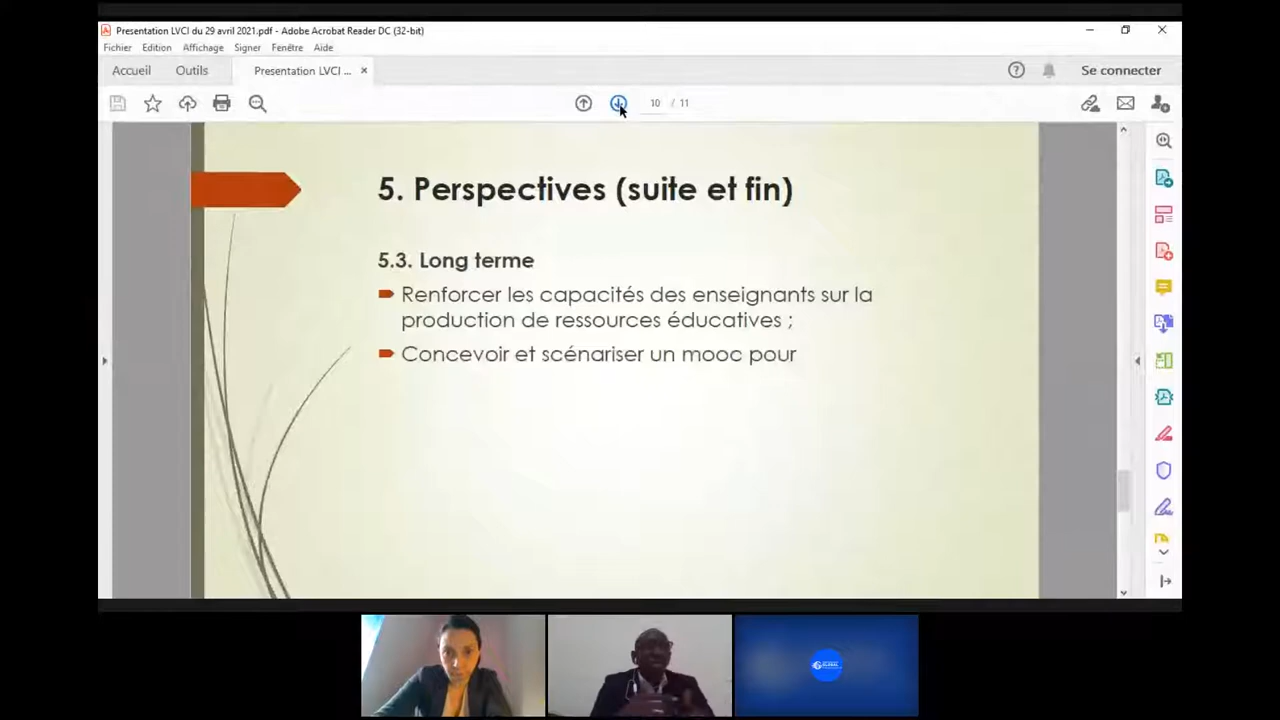 Presentation LVCI du 29 avril 2021.pdf - Adobe Acrobat Reader DC (32-bit)
Fichier Edition Affichage Signer Fenêtre Aide
Accueil Outils Presentation LVCI ... Se connecter
10 / 11
5. Perspectives (suite et fin)
5.3. Long terme
Renforcer les capacités des enseignants sur la
production de ressources éducatives ;
Concevoir et scénariser un mooc pour